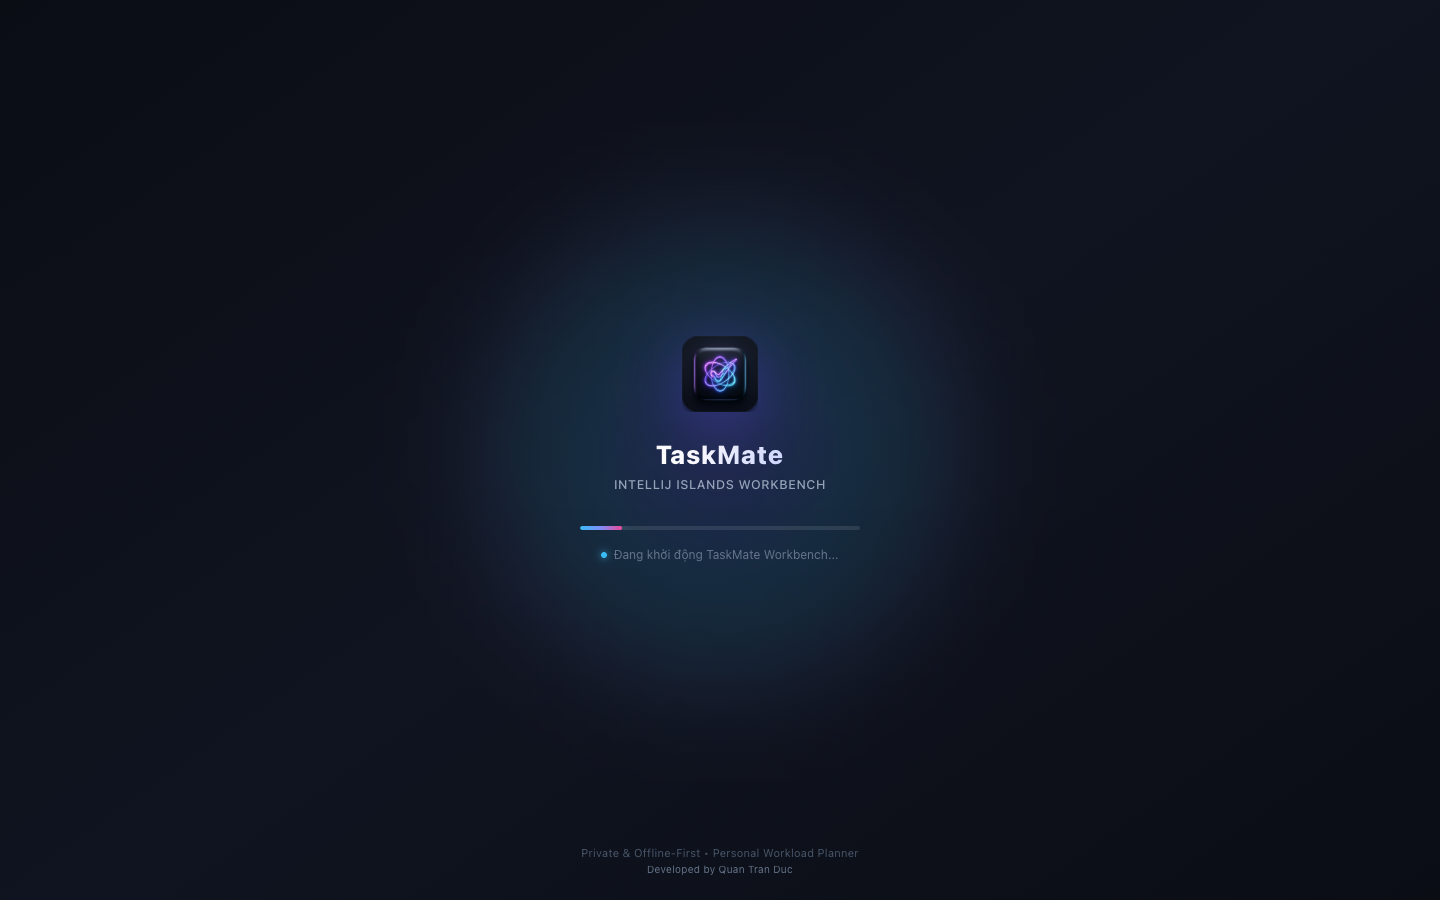 TaskMate
INTELLIJ ISLANDS WORKBENCH
Đang khởi động TaskMate Workbench...
Private & Offline-First • Personal Workload Planner
Developed by Quan Tran Duc